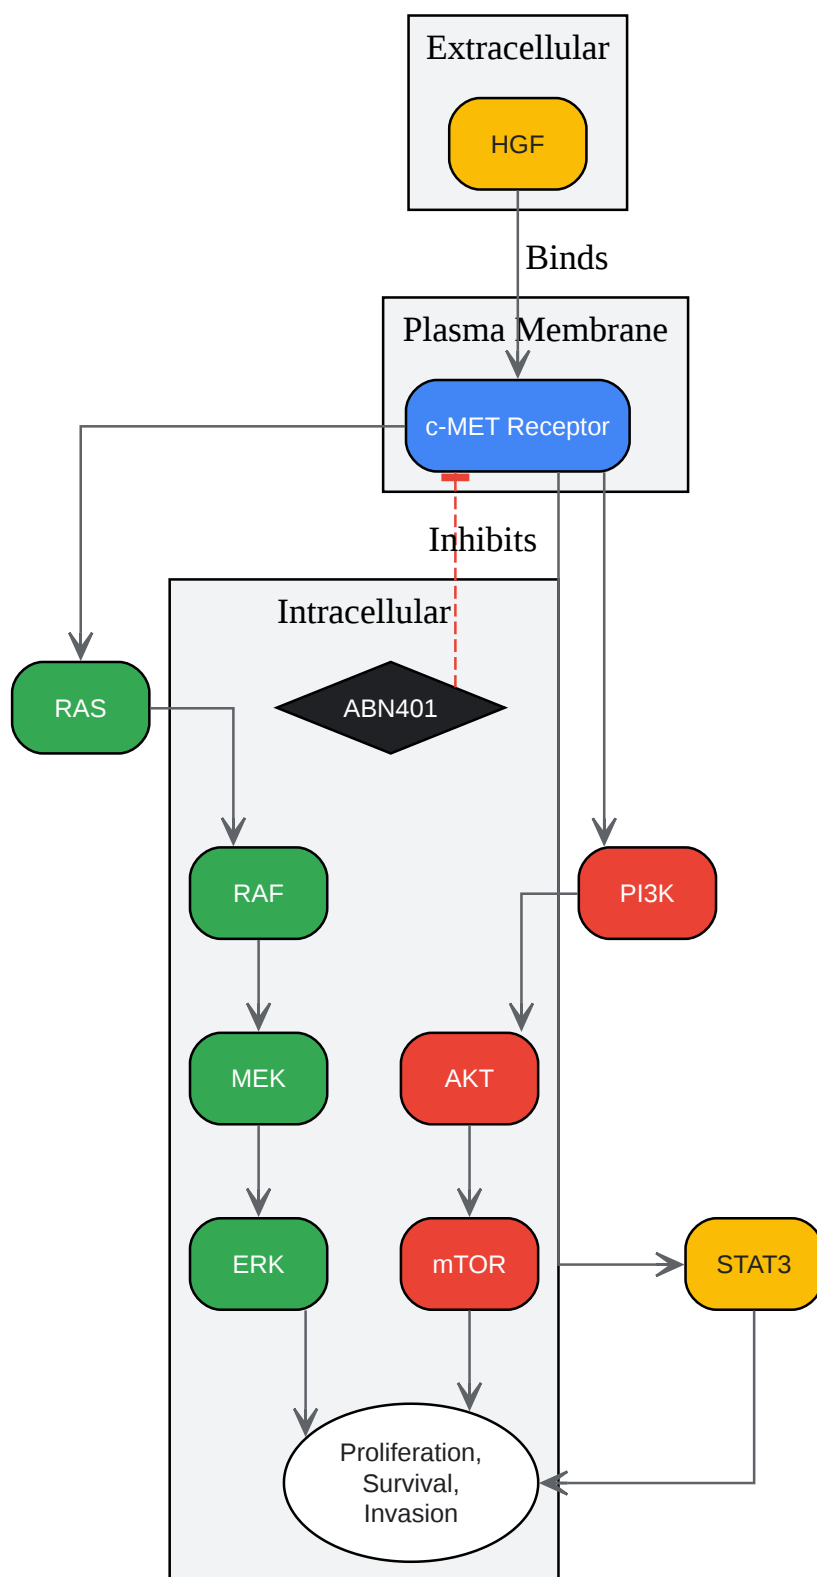 Extracellular
HGF
Binds
Plasma Membrane
c-MET Receptor
Inhibits
Intracellular
RAS
ABN401
RAF
PI3K
MEK
AKT
ERK
mTOR
STAT3
Proliferation,
Survival,
Invasion